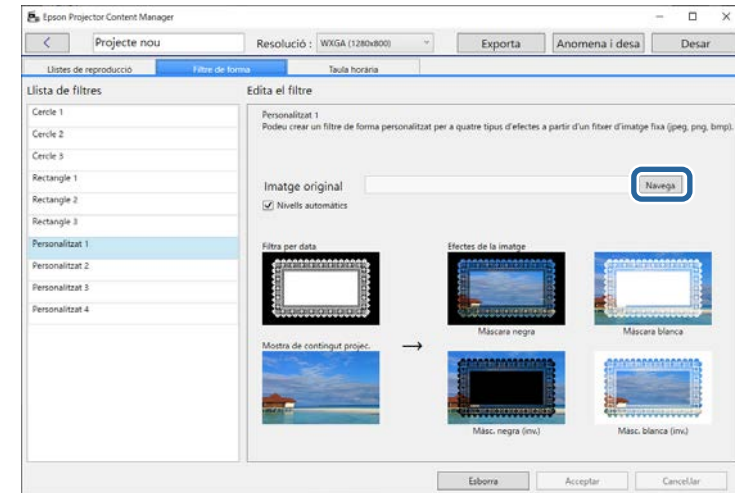 Epson Projector Content Manager
Projecte nou
Resolució :
WXGA (1280x800)
Exporta
Anomena i desa
Desar
Llistes de reproducció
Filtre de forma
Taula horària
Llista de filtres
Edita el filtre
Cercle 1
Cercle 2
Cercle 3
Rectangle 1
Rectangle 2
Rectangle 3
Personalitzat 1
Personalitzat 2
Personalitzat 3
Personalitzat 4
Personalitzat 1
Podeu crear un filtre de forma personalitzat per a quatre tipus d'efectes a partir d'un fitxer d'imatge fixa (jpeg, png, bmp).
Imatge original
Navega
Nivells automàtics
Filtra per data
Efectes de la imatge
Màscara negra
Màscara blanca
Mostra de contingut projec.
→
Màsc. negra (inv.)
Màsc. blanca (inv.)
Esborra
Acceptar
Cancel·lar